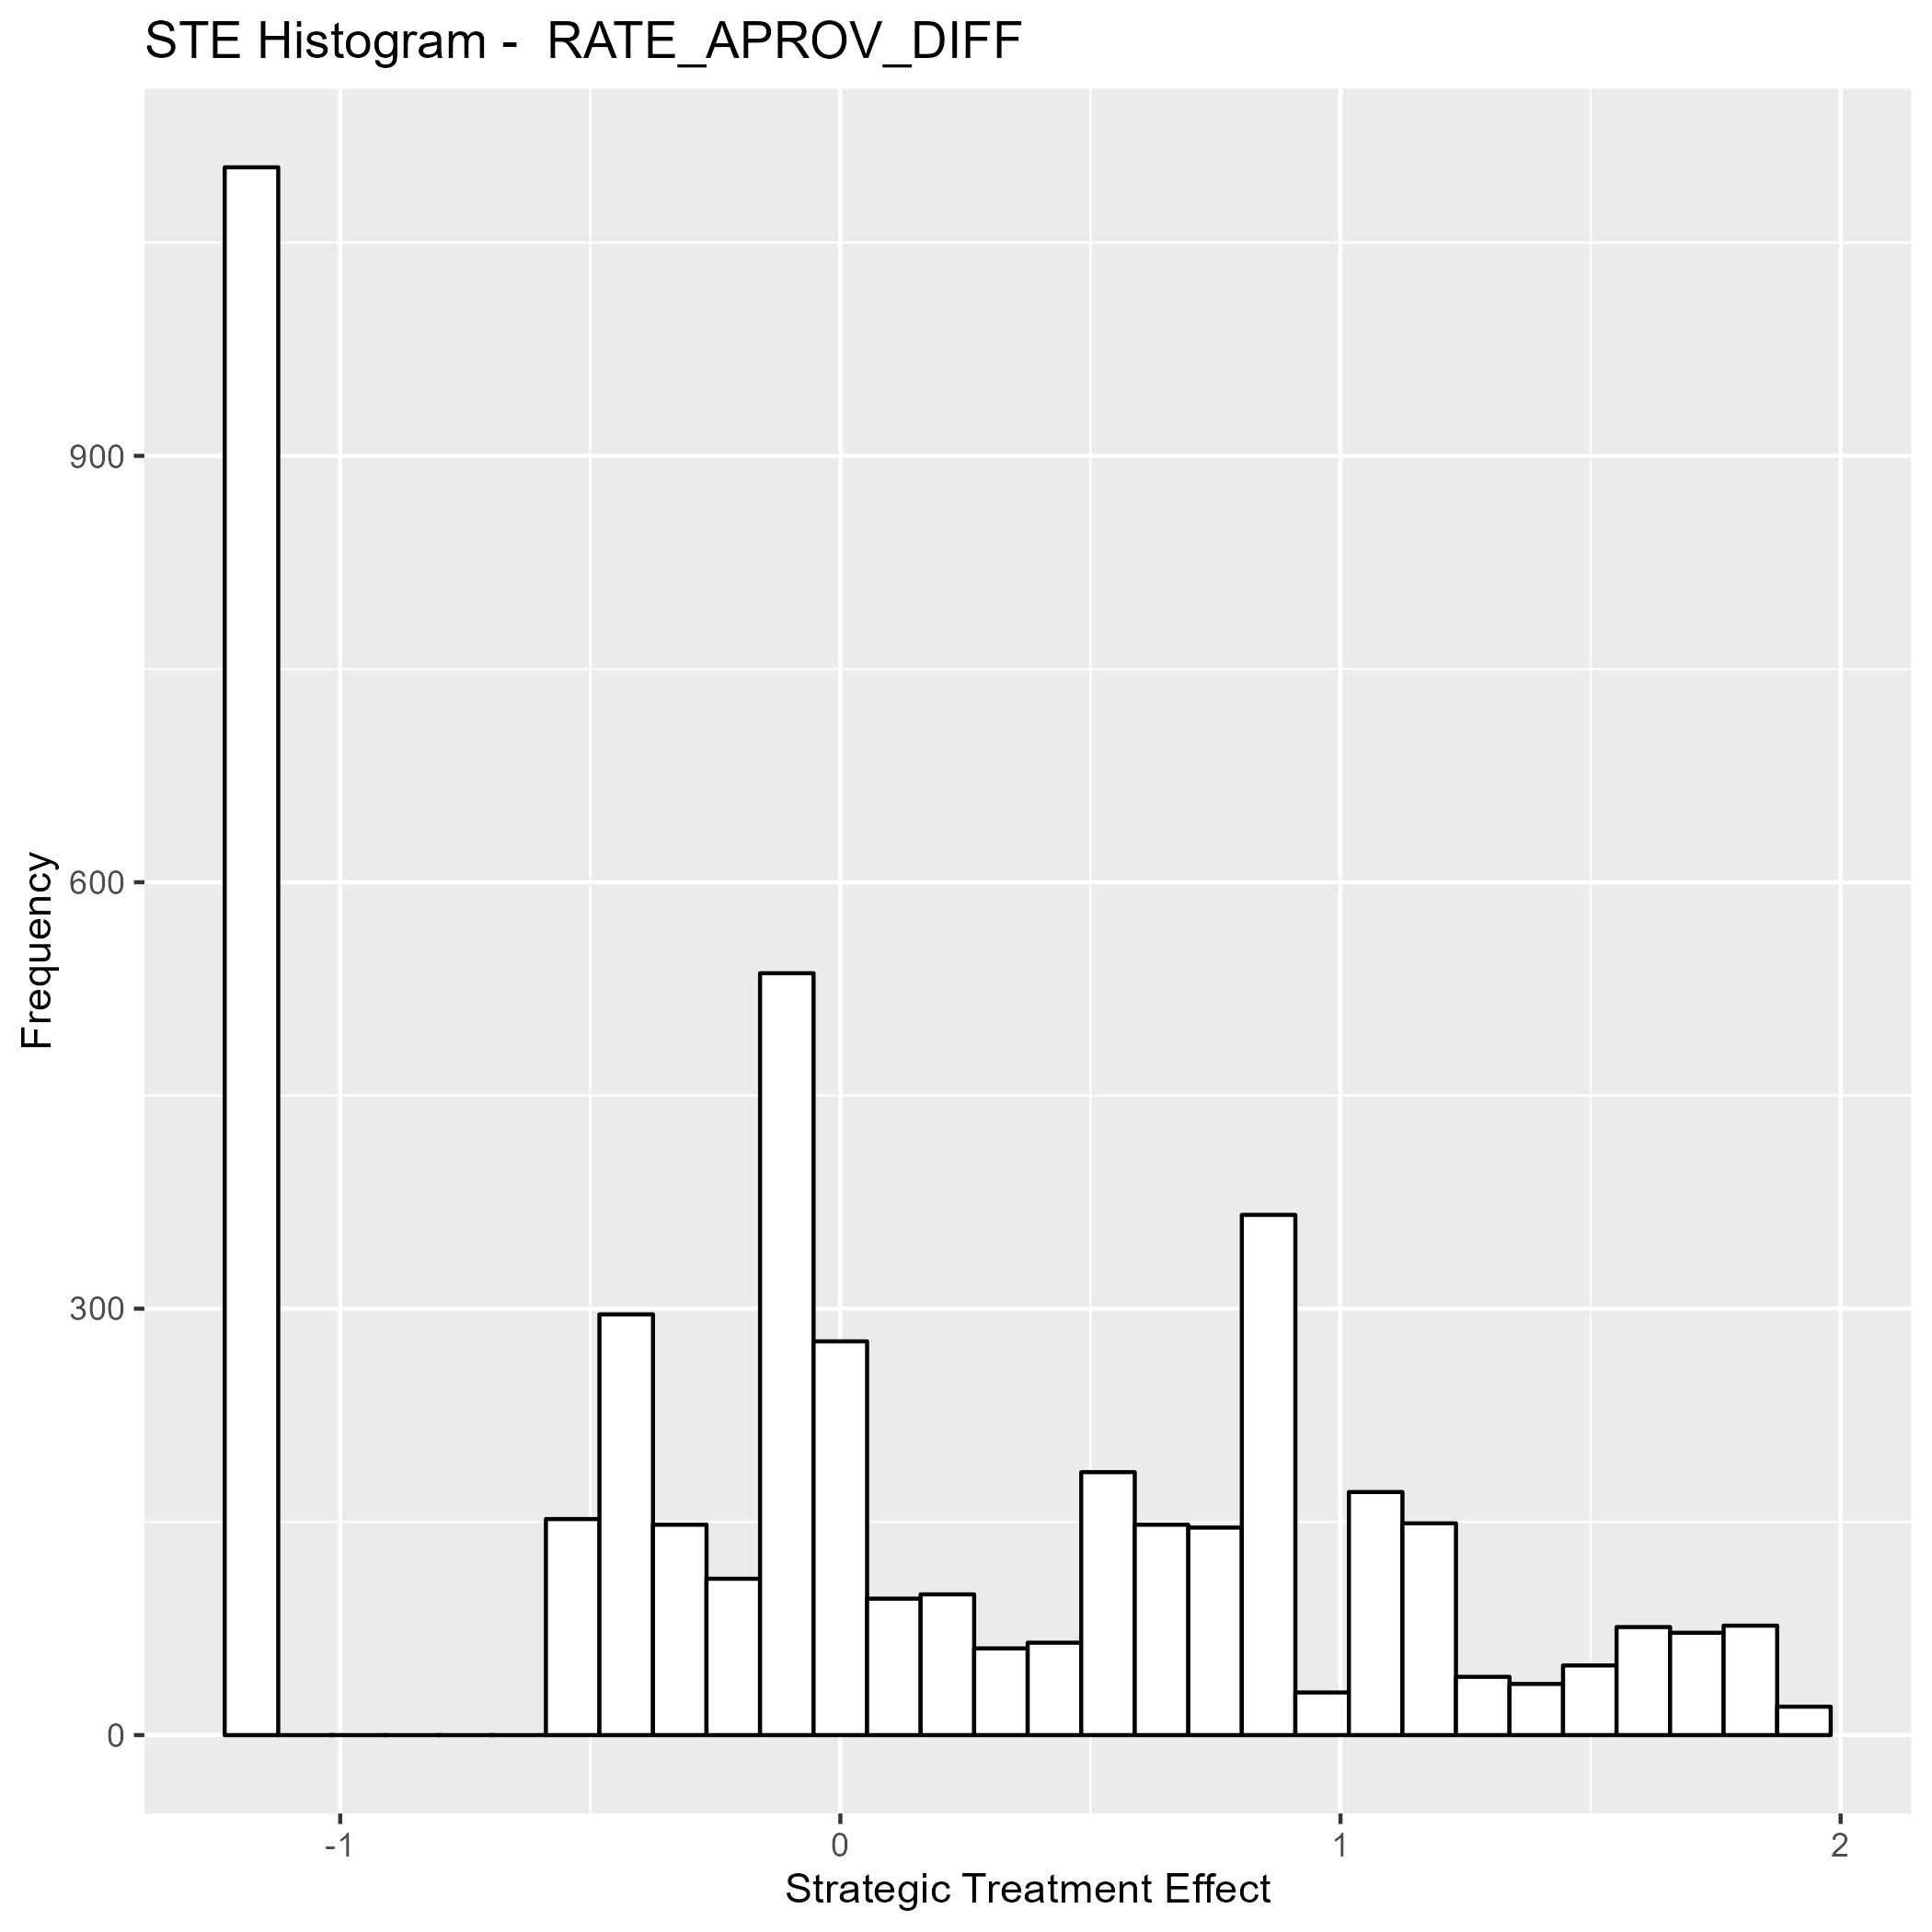 STE Histogram -  RATE_APROV_DIFF
Frequency
900
600
300
0
-1
0
1
2
Strategic Treatment Effect